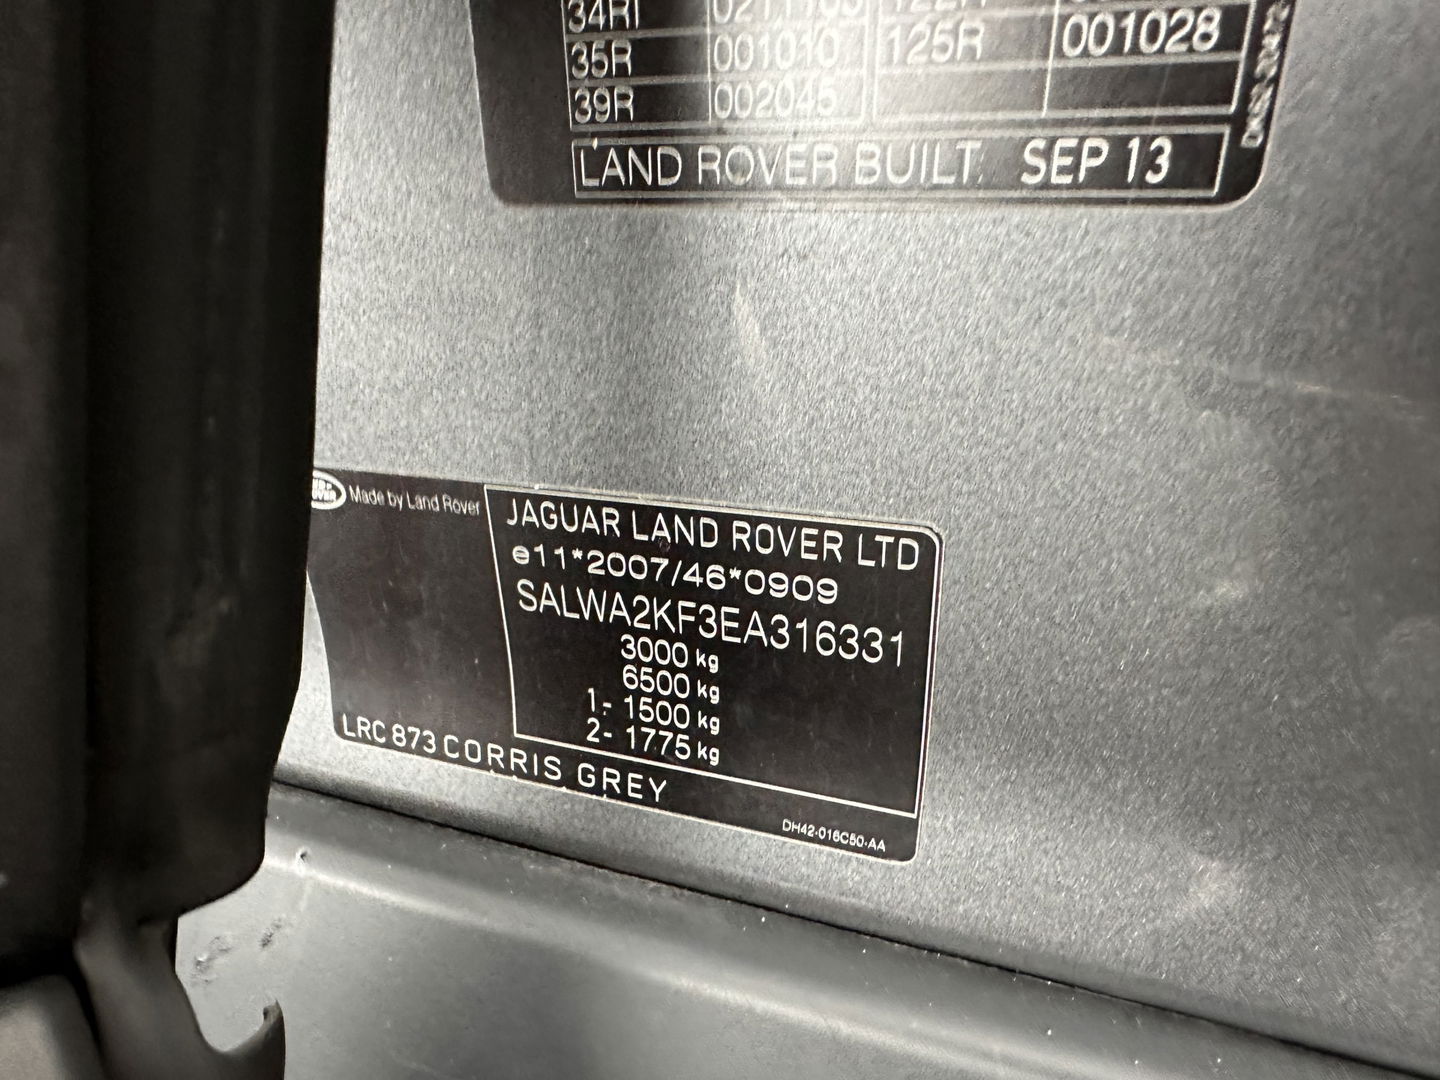 34RI
35R 001010 125R 001028
39R 002045
LAND ROVER BUILT: SEP 13
Made by Land Rover
JAGUAR LAND ROVER LTD
e11*2007/46*0909
SALWA2KF3EA316331
3000 kg
6500 kg
1.- 1500 kg
2- 1775 kg
LRC 873 CORRIS GREY
DH42-016C50-AA